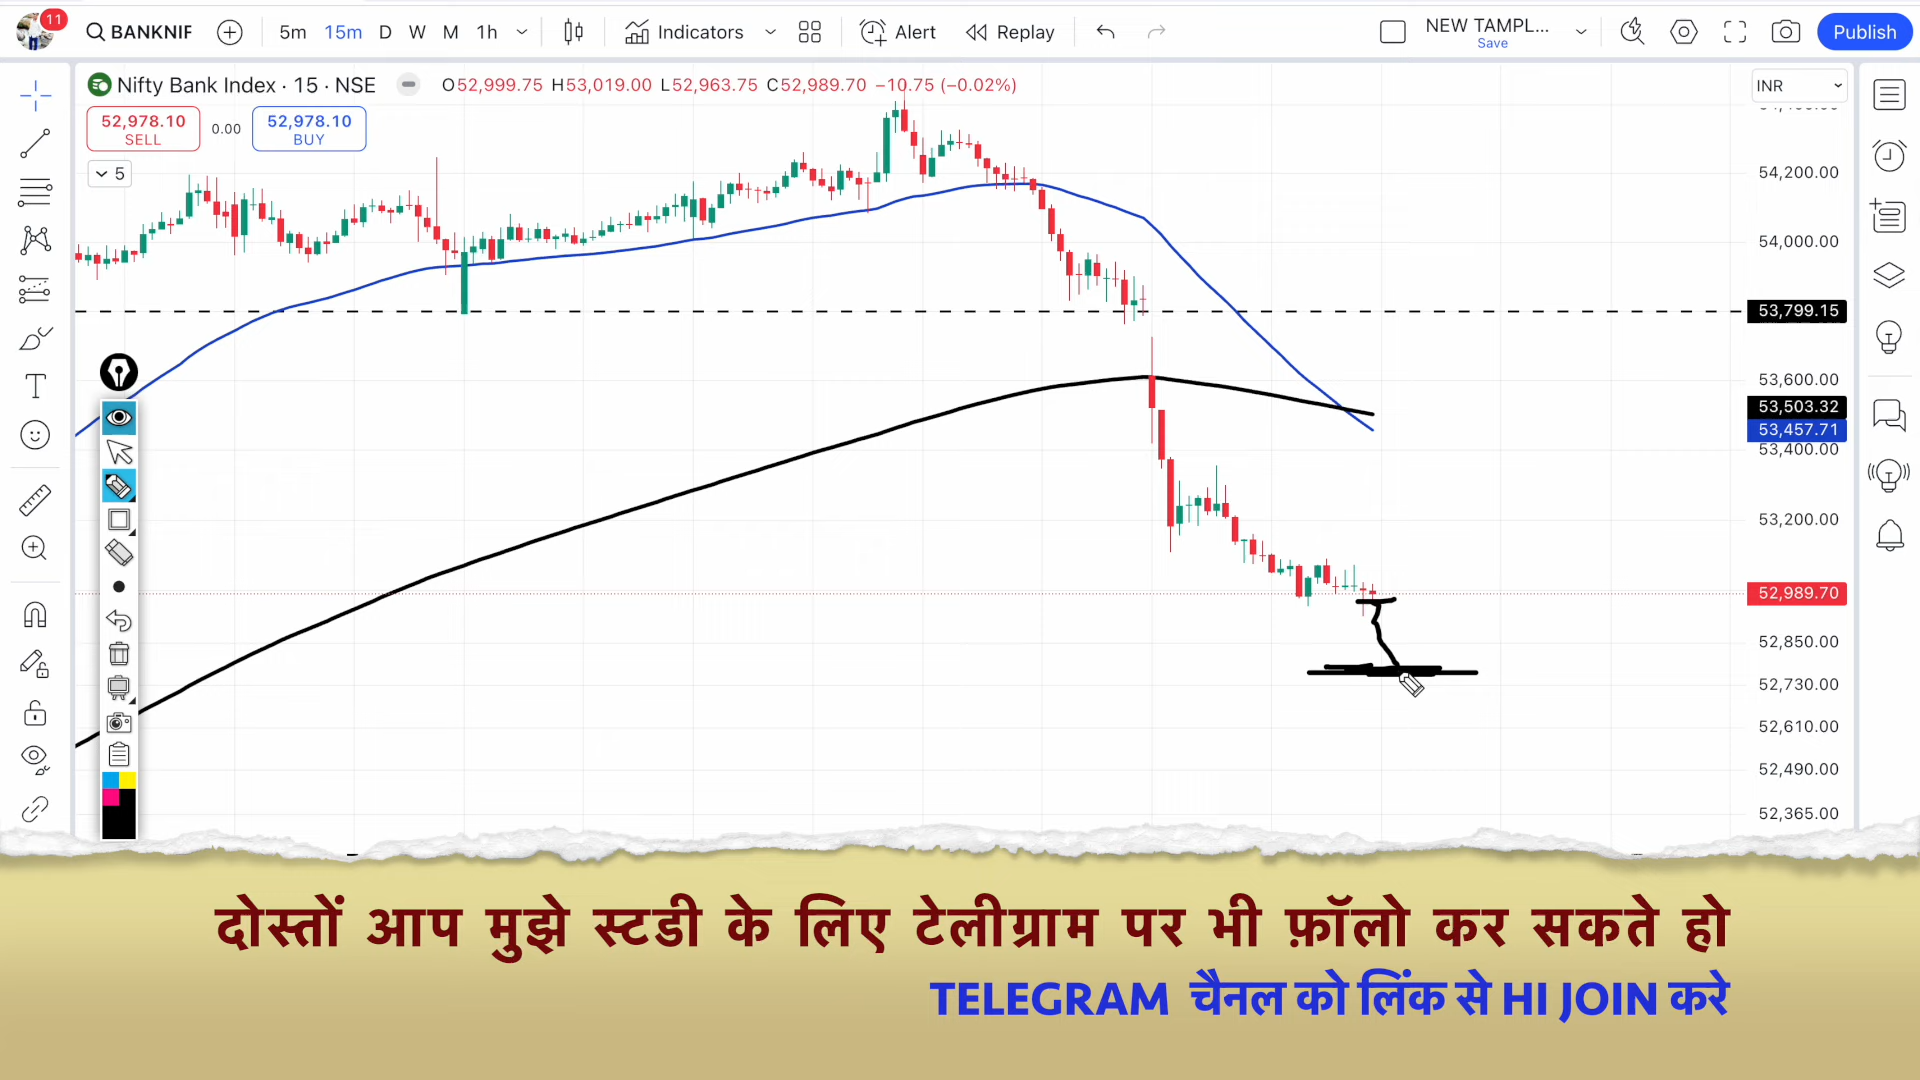 11
BANKNIF
5m 15m D W M 1h
Indicators
Alert
Replay
NEW TAMPL...
Save
Publish
Nifty Bank Index · 15 · NSE
O52,999.75 H53,019.00 L52,963.75 C52,989.70 −10.75 (−0.02%)
INR
52,978.10
SELL
0.00
52,978.10
BUY
5
54,200.00
54,000.00
53,799.15
53,600.00
53,503.32
53,457.71
53,400.00
53,200.00
52,989.70
52,850.00
52,730.00
52,610.00
52,490.00
52,365.00
दोस्तों आप मुझे स्टडी के लिए टेलीग्राम पर भी फ़ॉलो कर सकते हो
TELEGRAM चैनल को लिंक से HI JOIN करे